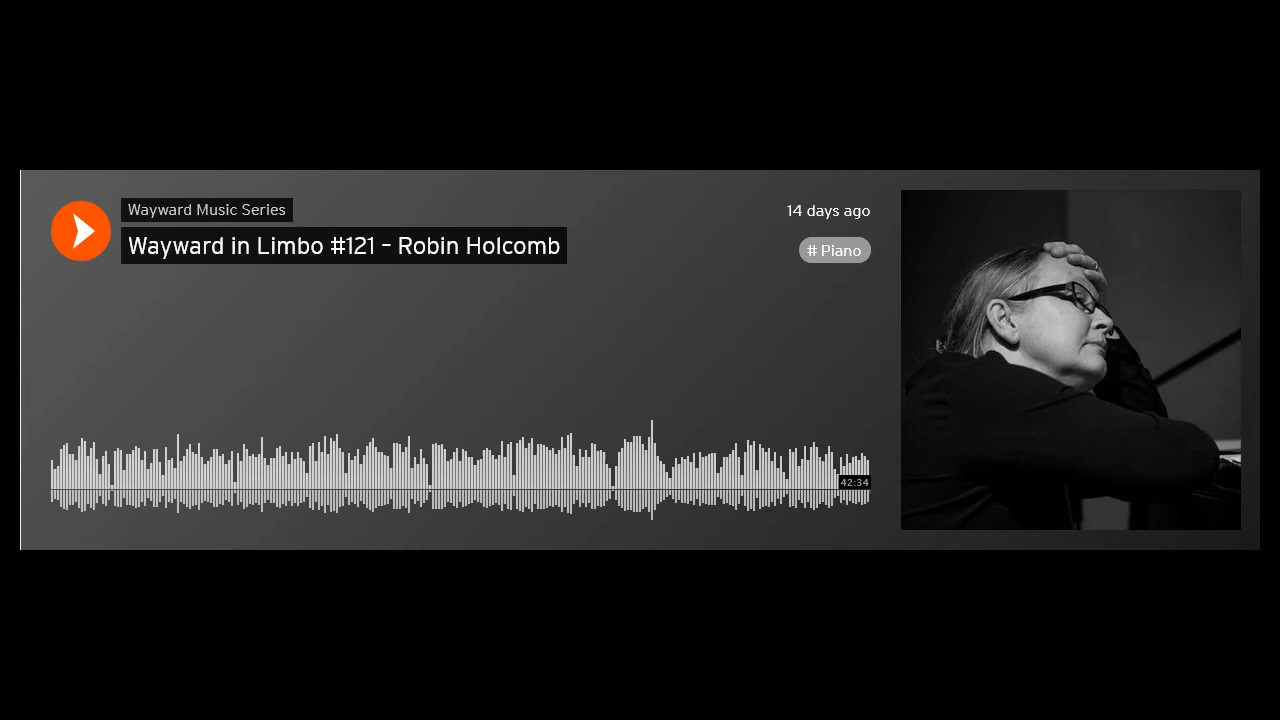 Wayward Music Series
14 days ago
Wayward in Limbo #121 - Robin Holcomb
# Piano
42:34